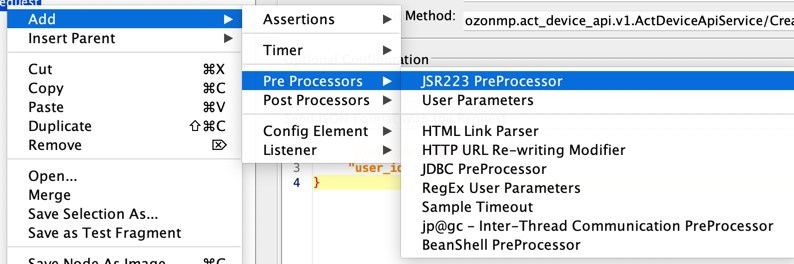 Add
Insert Parent
Cut ⌘X
Copy ⌘C
Paste ⌘V
Duplicate ⇧⌘C
Remove ⌦
Open...
Merge
Save Selection As...
Save as Test Fragment
Assertions
Timer
Pre Processors
Post Processors
Config Element
Listener
Method: ozonmp.act_device_api.v1.ActDeviceApiService/Crea
JSR223 PreProcessor
User Parameters
HTML Link Parser
HTTP URL Re-writing Modifier
JDBC PreProcessor
RegEx User Parameters
Sample Timeout
jp@gc - Inter-Thread Communication PreProcessor
BeanShell PreProcessor
3 "user_i
4 }